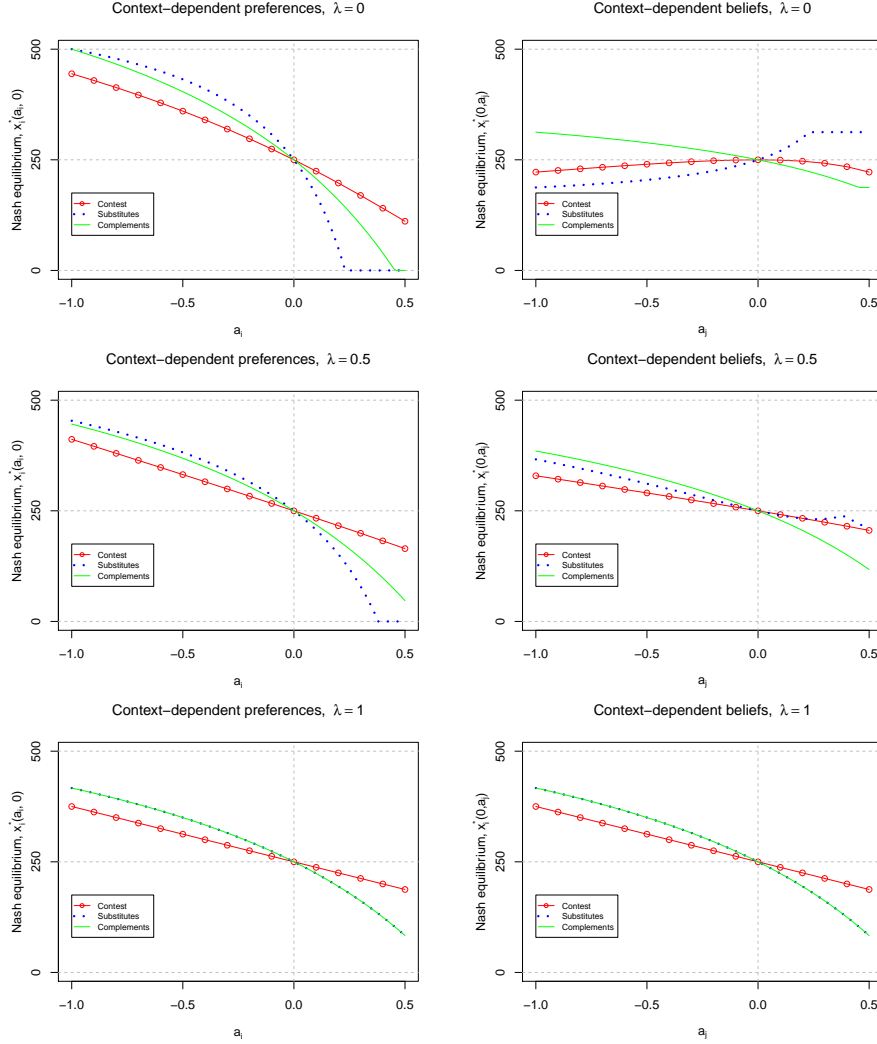 Context−dependent preferences, λ = 0
Nash equilibrium, x*i(ai, 0)
500
250
0
Contest
Substitutes
Complements
−1.0 −0.5 0.0 0.5
ai
Context−dependent beliefs, λ = 0
Nash equilibrium, x*i(0,aj)
500
250
0
Contest
Substitutes
Complements
−1.0 −0.5 0.0 0.5
aj
Context−dependent preferences, λ = 0.5
Nash equilibrium, x*i(ai, 0)
500
250
0
Contest
Substitutes
Complements
−1.0 −0.5 0.0 0.5
ai
Context−dependent beliefs, λ = 0.5
Nash equilibrium, x*i(0,aj)
500
250
0
Contest
Substitutes
Complements
−1.0 −0.5 0.0 0.5
aj
Context−dependent preferences, λ = 1
Nash equilibrium, x*i(ai, 0)
500
250
0
Contest
Substitutes
Complements
−1.0 −0.5 0.0 0.5
ai
Context−dependent beliefs, λ = 1
Nash equilibrium, x*i(0,aj)
500
250
0
Contest
Substitutes
Complements
−1.0 −0.5 0.0 0.5
aj